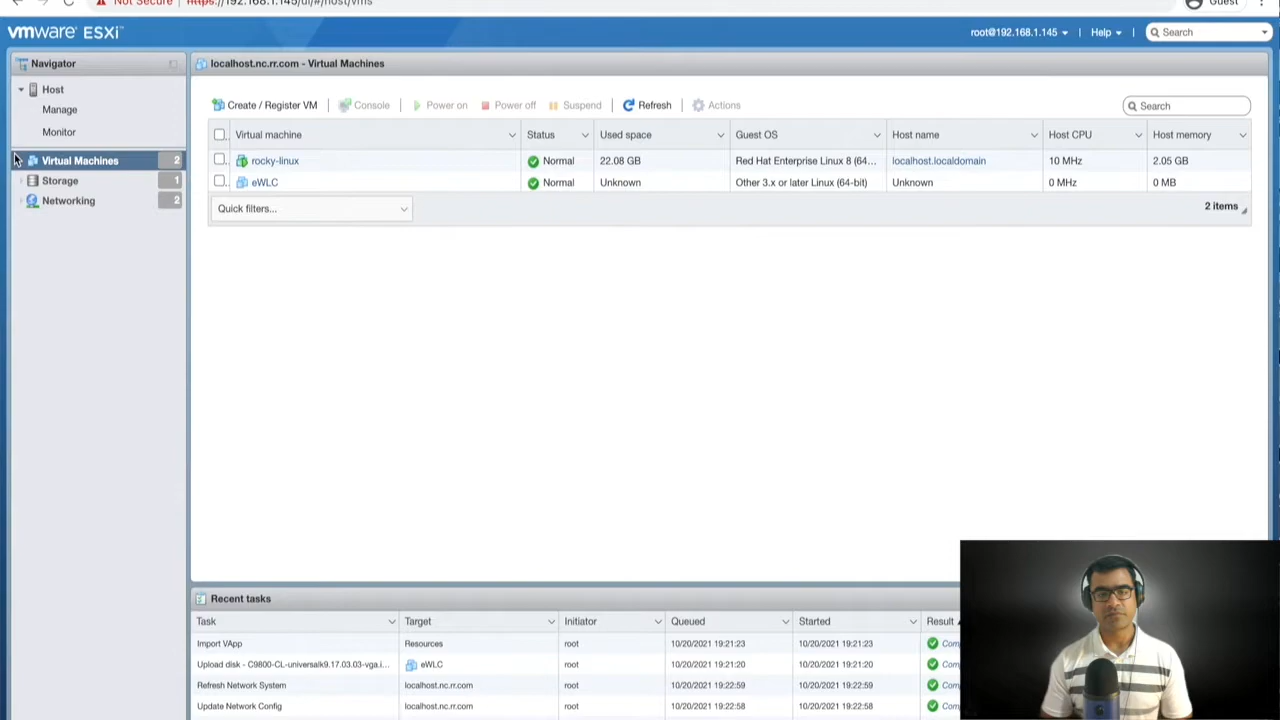 Not Secure https://192.168.1.145/ui/#/host/vms Guest
vmware ESXi™ root@192.168.1.145 | Help | Search
Navigator localhost.nc.rr.com - Virtual Machines
Host
Manage
Monitor
Virtual Machines 2
Storage 1
Networking 2
Create / Register VM | Console | Power on Power off Suspend | Refresh | Actions Search
Virtual machine Status Used space Guest OS Host name Host CPU Host memory
rocky-linux Normal 22.08 GB Red Hat Enterprise Linux 8 (64... localhost.localdomain 10 MHz 2.05 GB
eWLC Normal Unknown Other 3.x or later Linux (64-bit) Unknown 0 MHz 0 MB
Quick filters... 2 items
Recent tasks
Task Target Initiator Queued Started Result
Import VApp Resources root 10/20/2021 19:21:23 10/20/2021 19:21:23 Com
Upload disk - C9800-CL-universalk9.17.03.03-vga.i... eWLC root 10/20/2021 19:21:20 10/20/2021 19:21:20 Com
Refresh Network System localhost.nc.rr.com root 10/20/2021 19:22:59 10/20/2021 19:22:59 Com
Update Network Config localhost.nc.rr.com root 10/20/2021 19:22:58 10/20/2021 19:22:58 Com